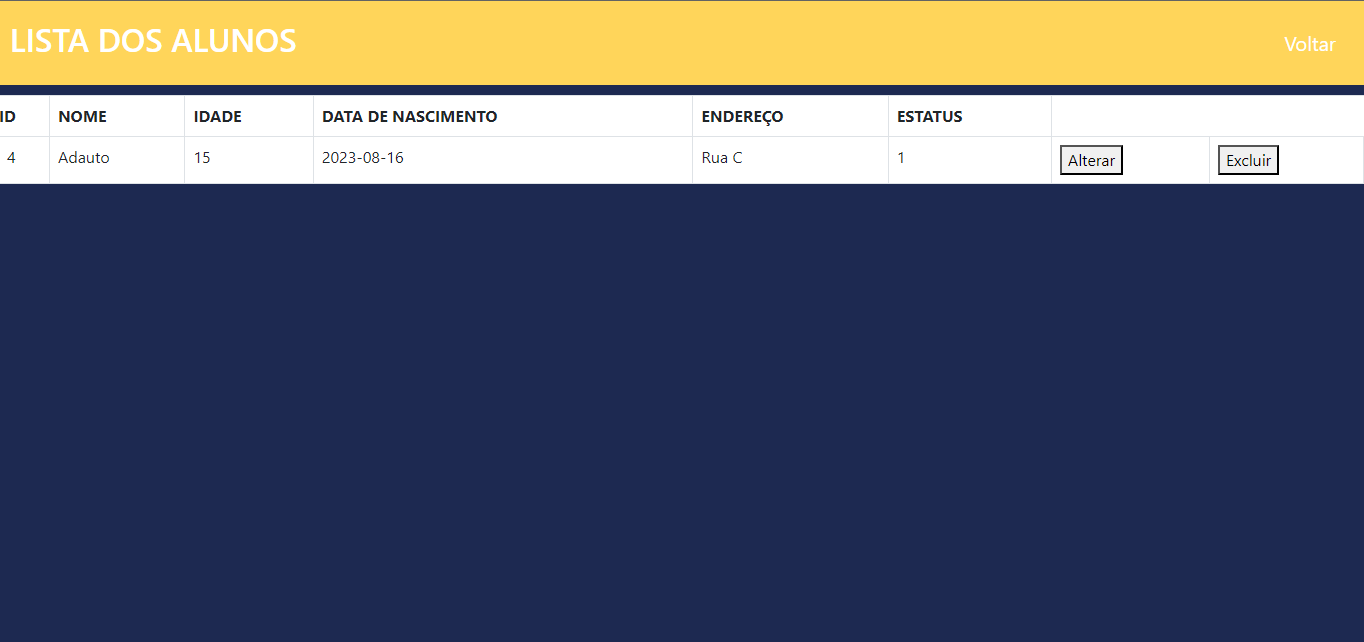 LISTA DOS ALUNOS
Voltar
ID NOME IDADE DATA DE NASCIMENTO ENDEREÇO ESTATUS
4 Adauto 15 2023-08-16 Rua C 1 Alterar Excluir